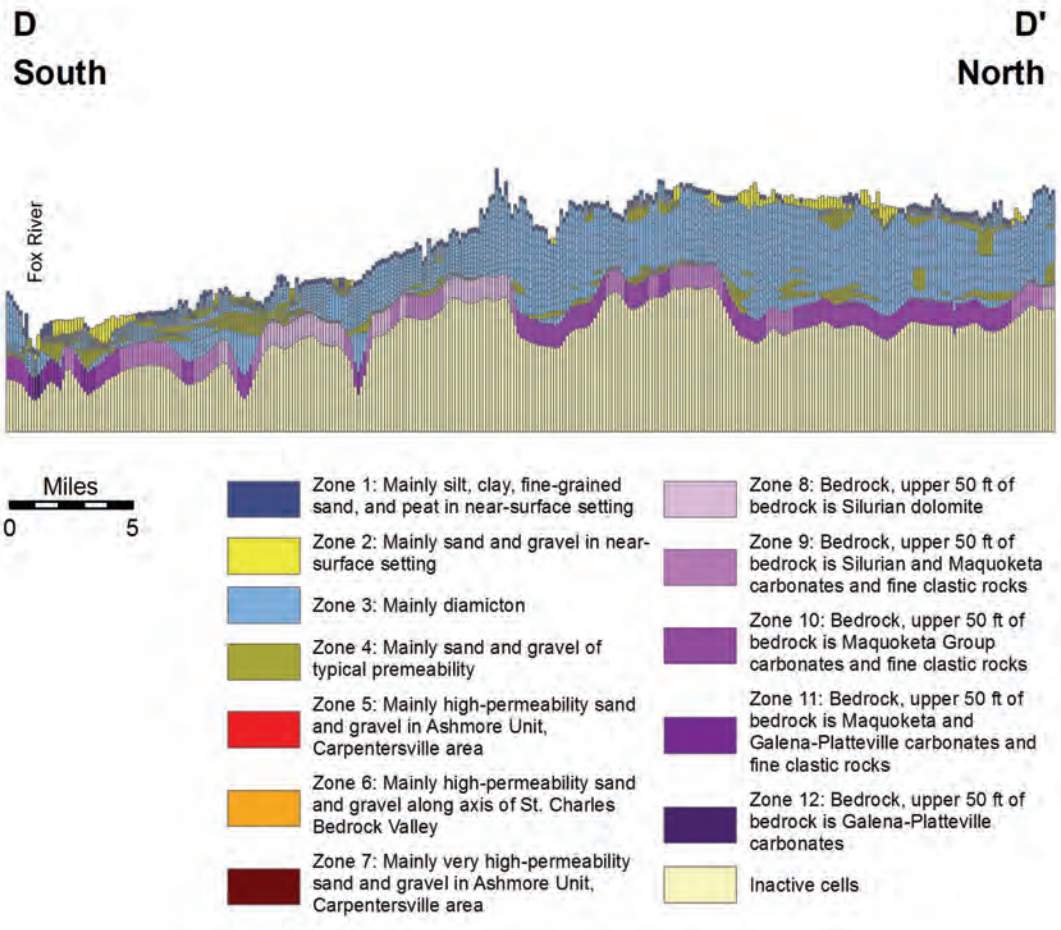 D
D'
South
North
Fox River
Miles
0
5
Zone 1: Mainly silt, clay, fine-grained
sand, and peat in near-surface setting
Zone 2: Mainly sand and gravel in near-
surface setting
Zone 3: Mainly diamicton
Zone 4: Mainly sand and gravel of
typical premeability
Zone 5: Mainly high-permeability sand
and gravel in Ashmore Unit,
Carpentersville area
Zone 6: Mainly high-permeability sand
and gravel along axis of St. Charles
Bedrock Valley
Zone 7: Mainly very high-permeability
sand and gravel in Ashmore Unit,
Carpentersville area
Zone 8: Bedrock, upper 50 ft of
bedrock is Silurian dolomite
Zone 9: Bedrock, upper 50 ft of
bedrock is Silurian and Maquoketa
carbonates and fine clastic rocks
Zone 10: Bedrock, upper 50 ft of
bedrock is Maquoketa Group
carbonates and fine clastic rocks
Zone 11: Bedrock, upper 50 ft of
bedrock is Maquoketa and
Galena-Platteville carbonates and
fine clastic rocks
Zone 12: Bedrock, upper 50 ft of
bedrock is Galena-Platteville
carbonates
Inactive cells